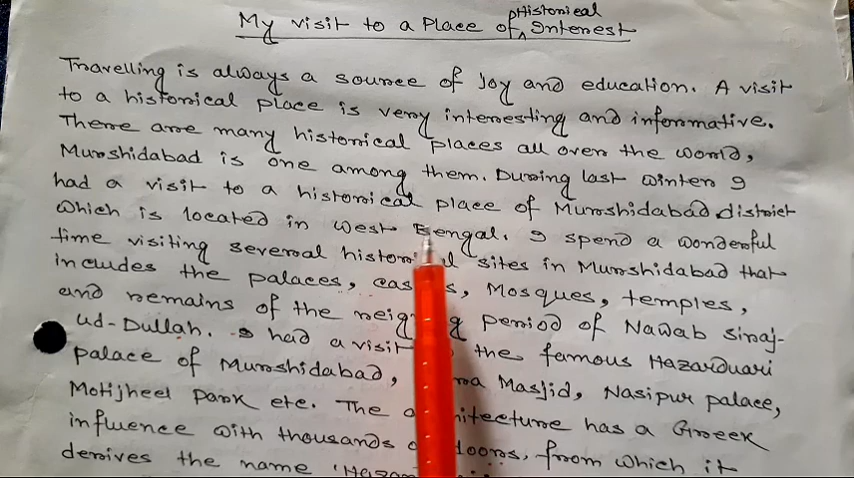 My visit to a Place of Historical Interest
Travelling is always a source of Joy and education. A visit
to a historical place is very interesting and informative.
There are many historical places all over the world,
Murshidabad is one among them. During last winter I
had a visit to a historical place of Murshidabad district
which is located in West Bengal. I spend a wonderful
time visiting several sites in Murshidabad that
includes the palaces, Mosques, temples,
and remains of the period of Nawab Siraj-
ud-Dullah. I had a visit the famous Hazarduari
palace of Murshidabad, Masjid, Nasipur palace,
Motijheel Park etc. The has a Greek
influence with thousands doors, from which it
derives the name